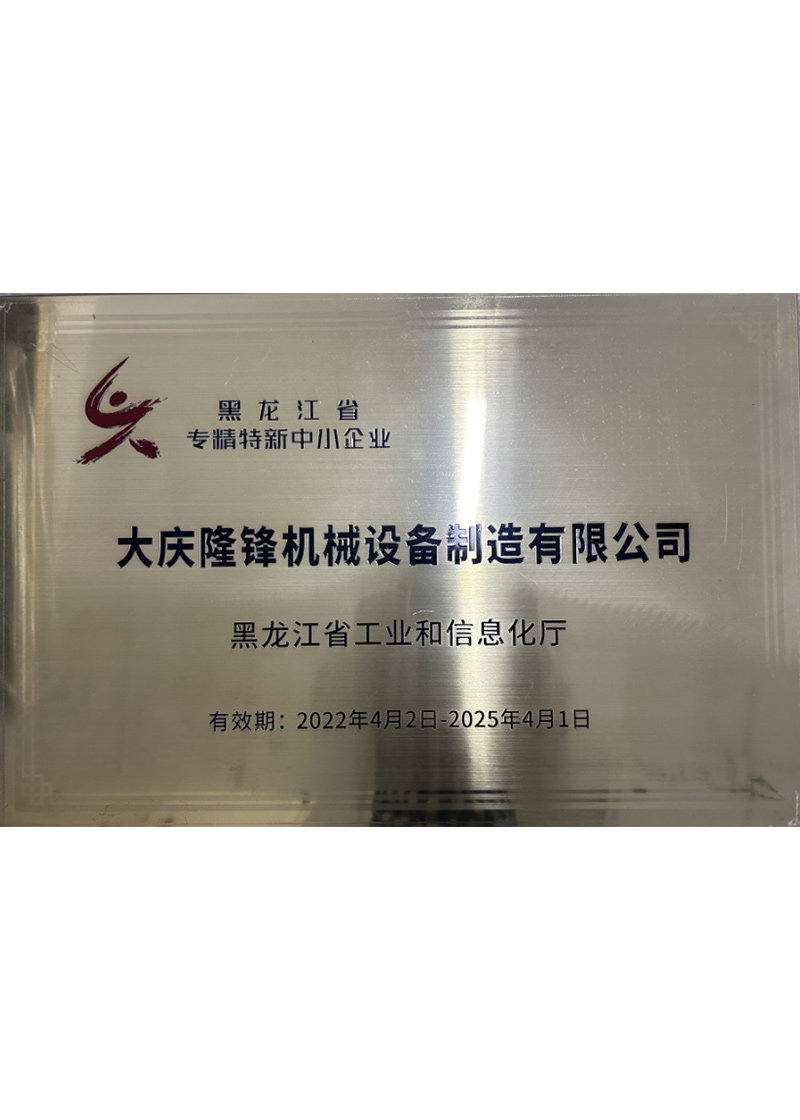 黑龙江省
专精特新中小企业
大庆隆锋机械设备制造有限公司
黑龙江省工业和信息化厅
有效期：2022年4月2日-2025年4月1日